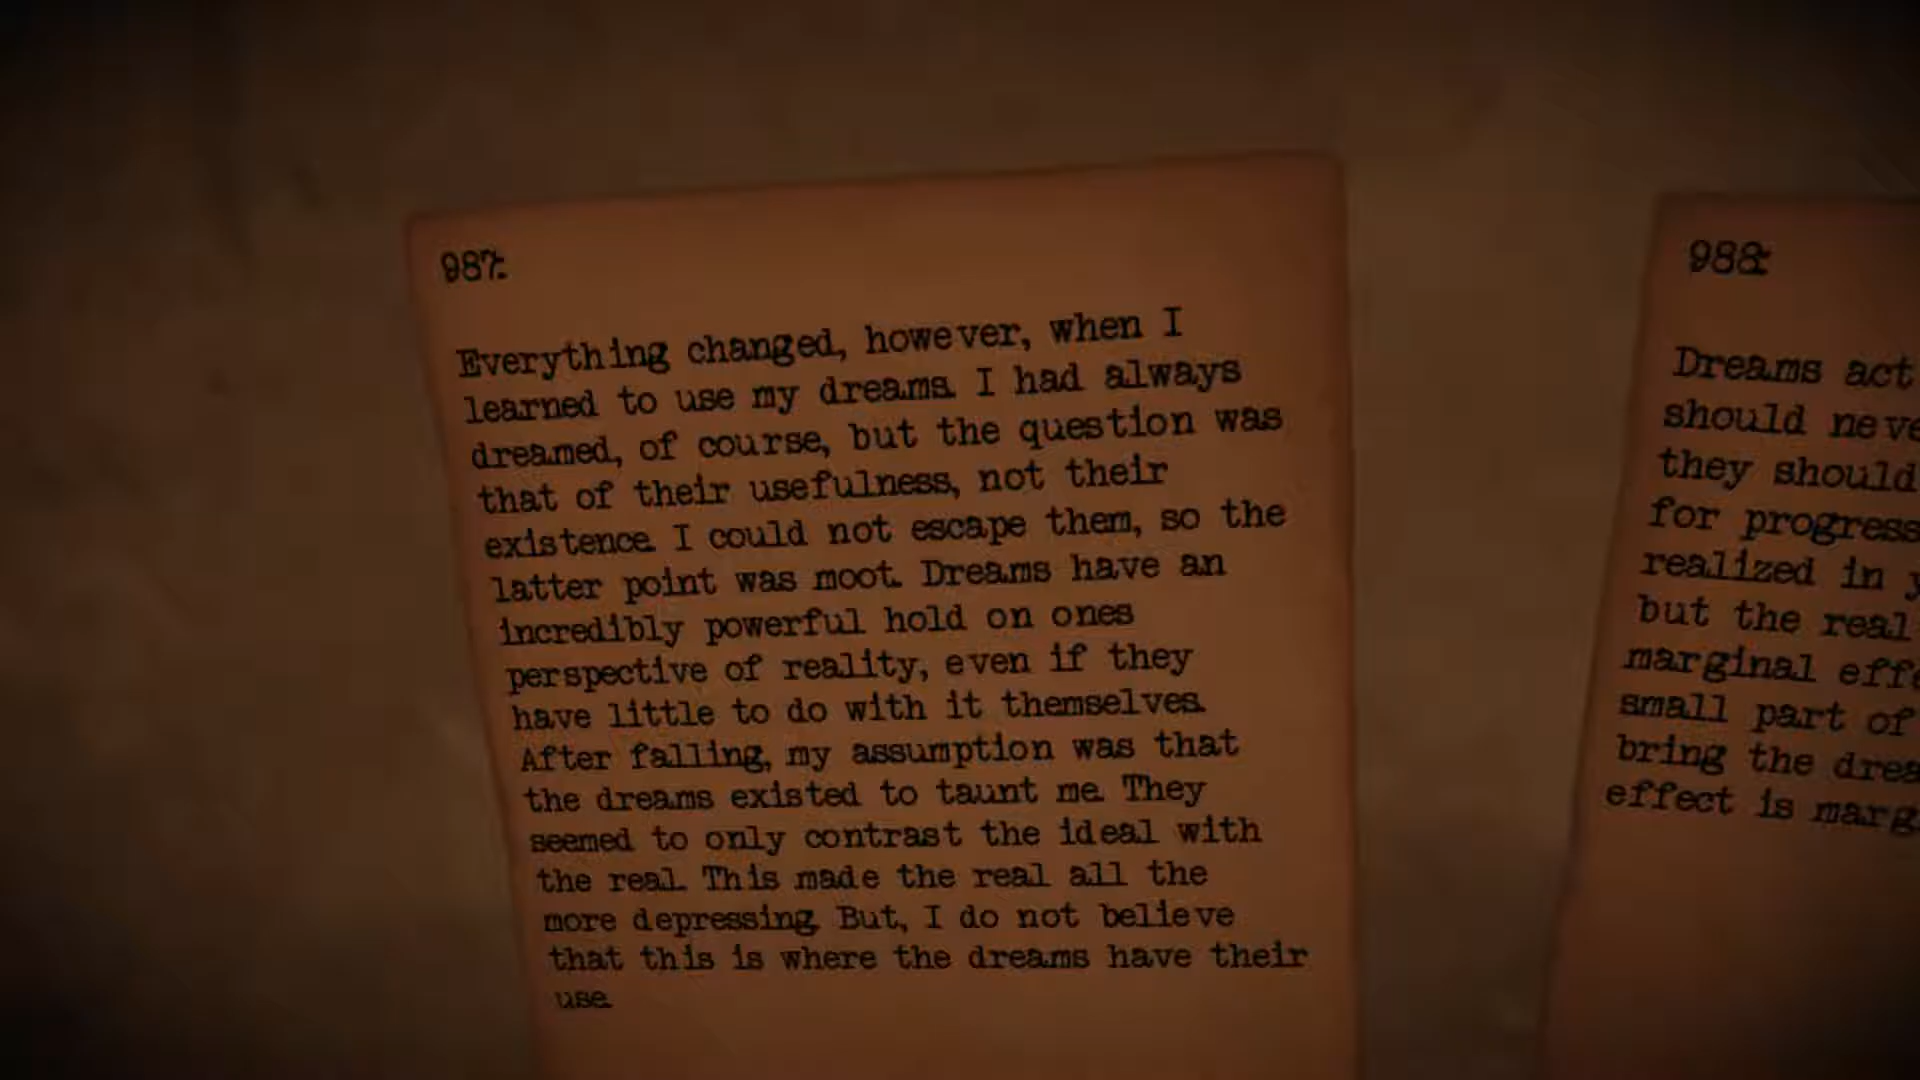 987:
Everything changed, however, when I
learned to use my dreams. I had always
dreamed, of course, but the question was
that of their usefulness, not their
existence. I could not escape them, so the
latter point was moot. Dreams have an
incredibly powerful hold on ones
perspective of reality, even if they
have little to do with it themselves.
After falling, my assumption was that
the dreams existed to taunt me. They
seemed to only contrast the ideal with
the real. This made the real all the
more depressing. But, I do not believe
that this is where the dreams have their
use.
988:
Dreams act
should
they should
for
realized in
but the real
marginal
small part of
bring the
effect is